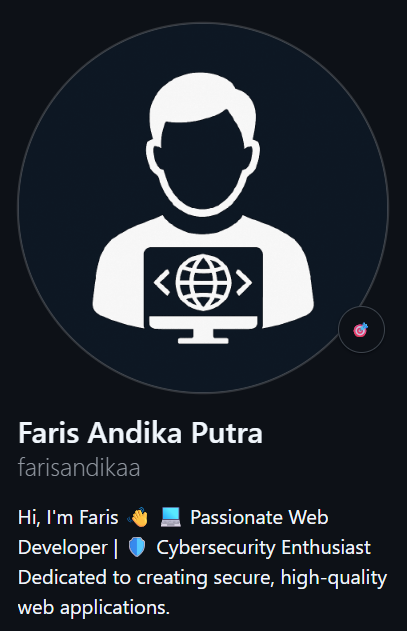 Faris Andika Putra
farisandikaa
Hi, I'm Faris 👋 💻 Passionate Web
Developer | 🛡️ Cybersecurity Enthusiast
Dedicated to creating secure, high-quality
web applications.